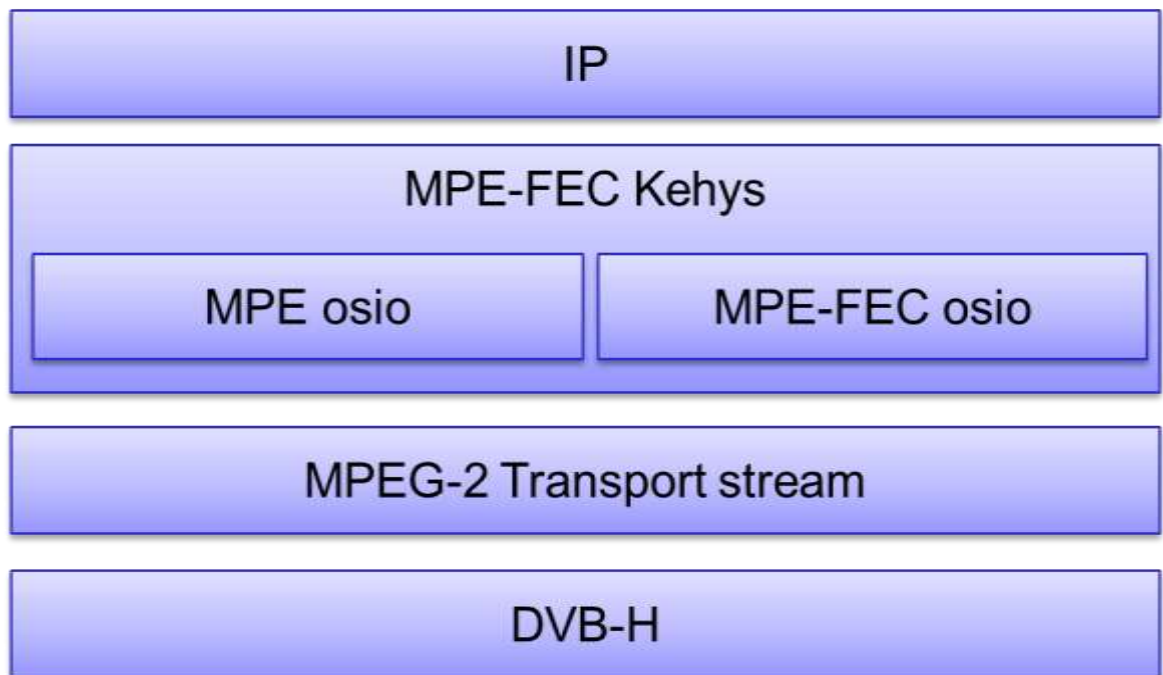 IP
MPE-FEC Kehys
MPE osio
MPE-FEC osio
MPEG-2 Transport stream
DVB-H